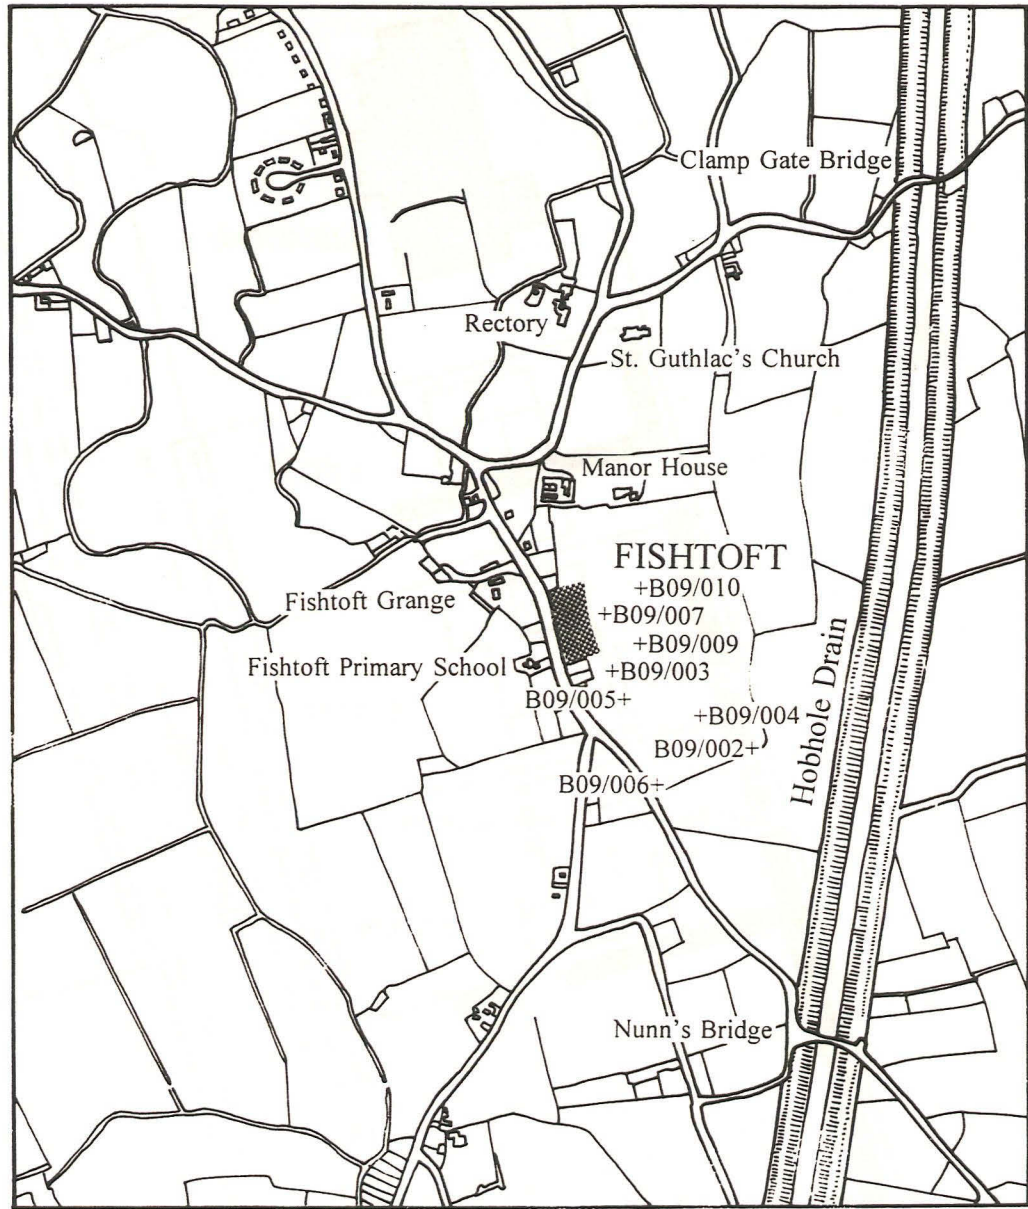 Clamp Gate Bridge
Rectory
St. Guthlac's Church
Manor House
FISHTOFT
+B09/010
Fishtoft Grange
+B09/007
+B09/009
Fishtoft Primary School
+B09/003
B09/005+
+B09/004
B09/002+
Hobhole Drain
B09/006+
Nunn's Bridge